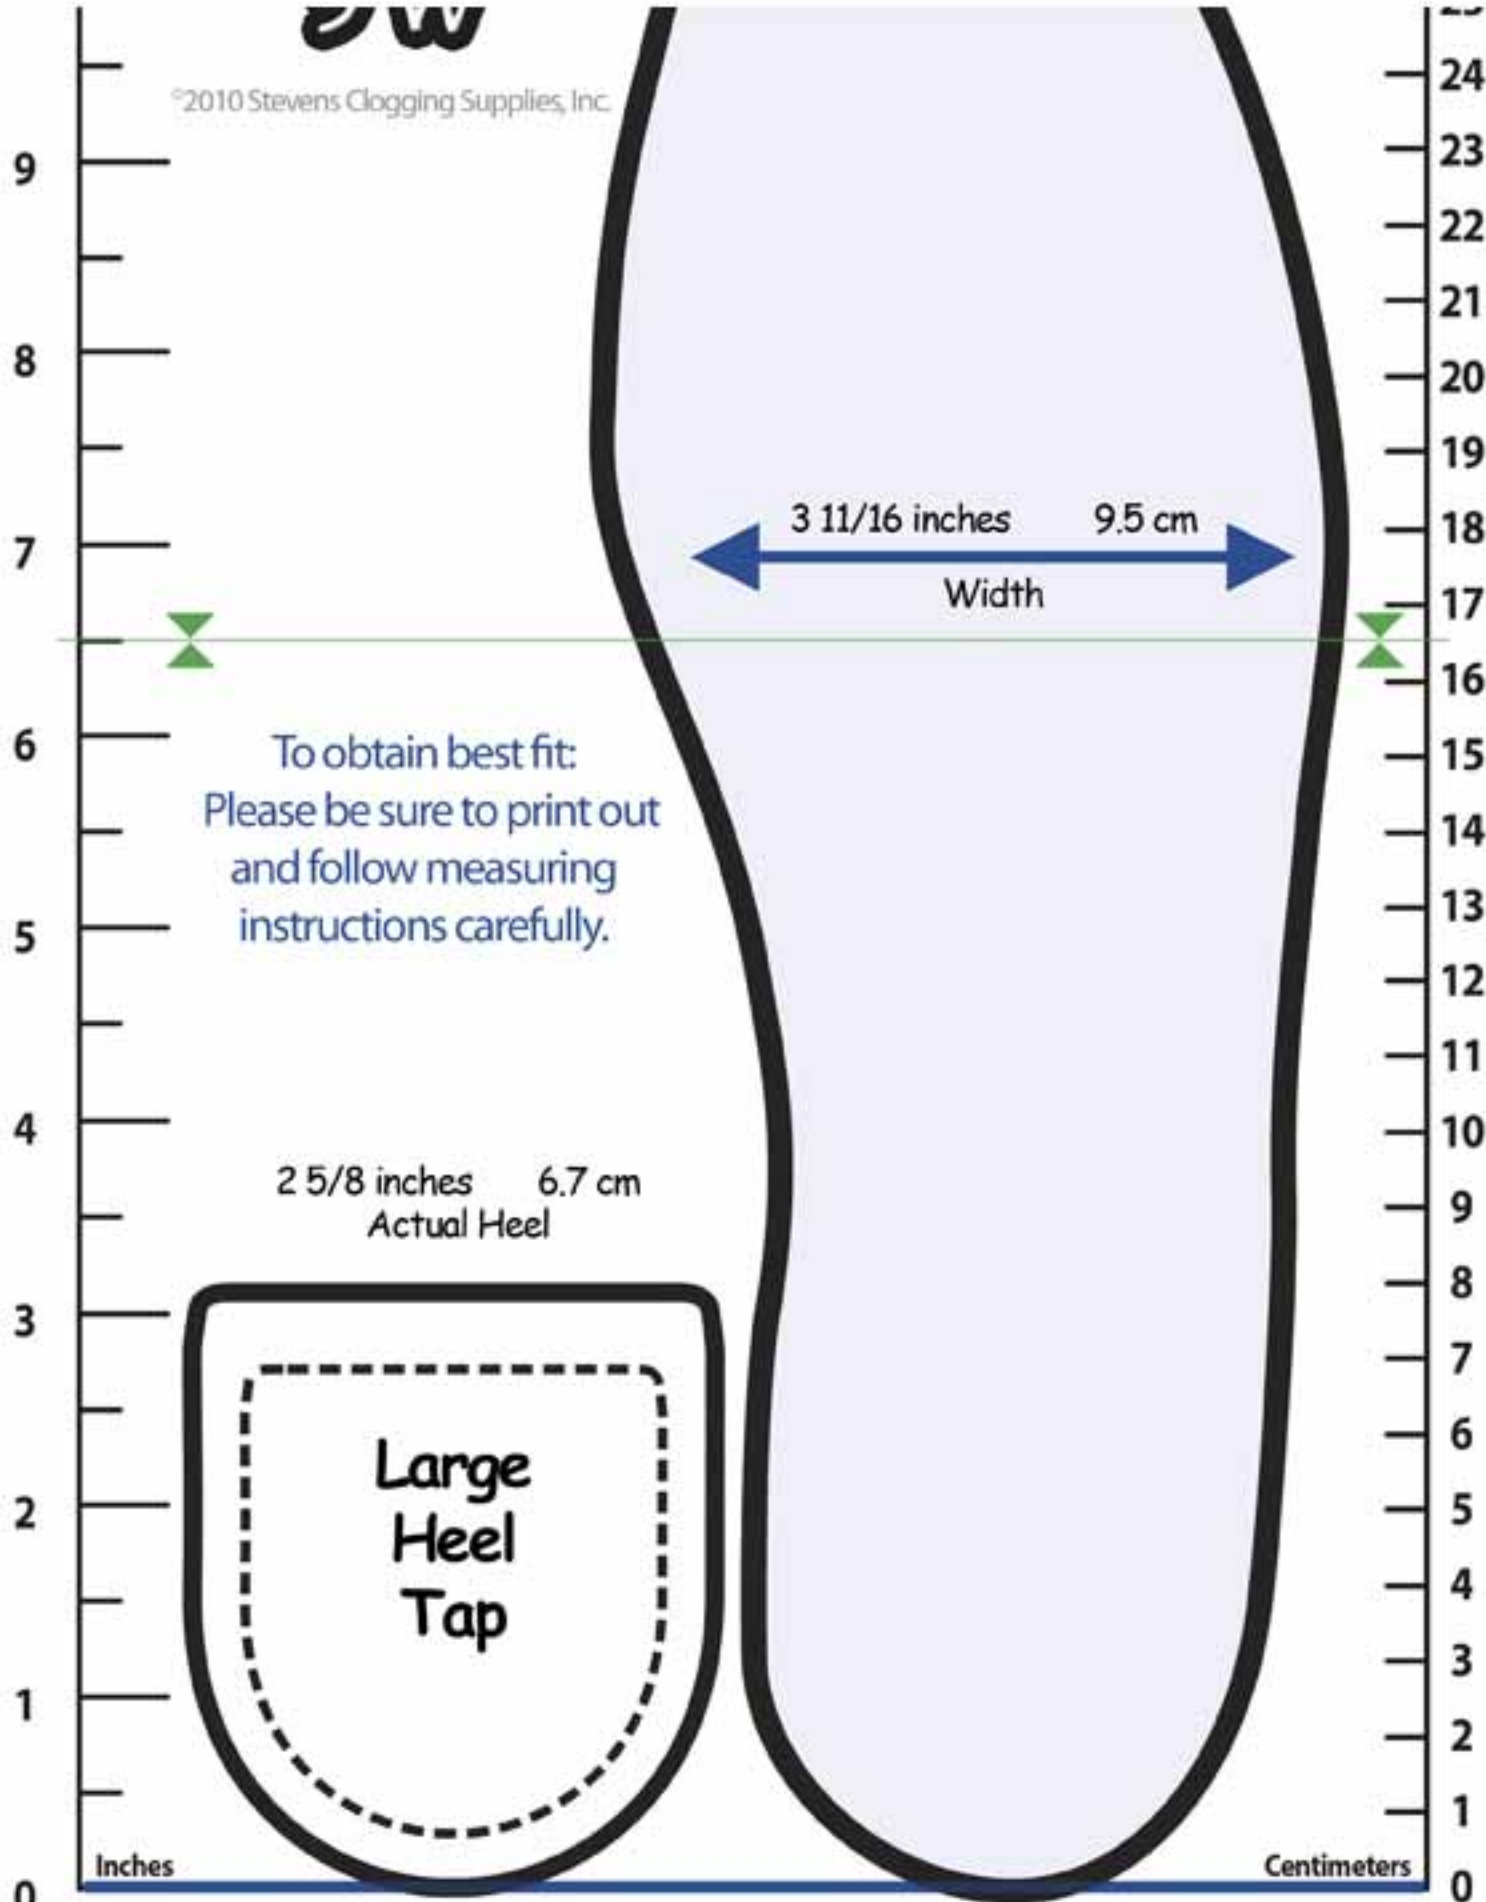 ©2010 Stevens Clogging Supplies, Inc.
24
9
23
22
21
8
20
19
3 11/16 inches 9.5 cm
18
7
Width
17
16
6
To obtain best fit:
15
Please be sure to print out
14
and follow measuring
13
5
instructions carefully.
12
11
4
10
2 5/8 inches 6.7 cm
9
Actual Heel
8
3
7
6
Large
2
5
Heel
4
Tap
3
1
2
1
Inches
Centimeters
0
0